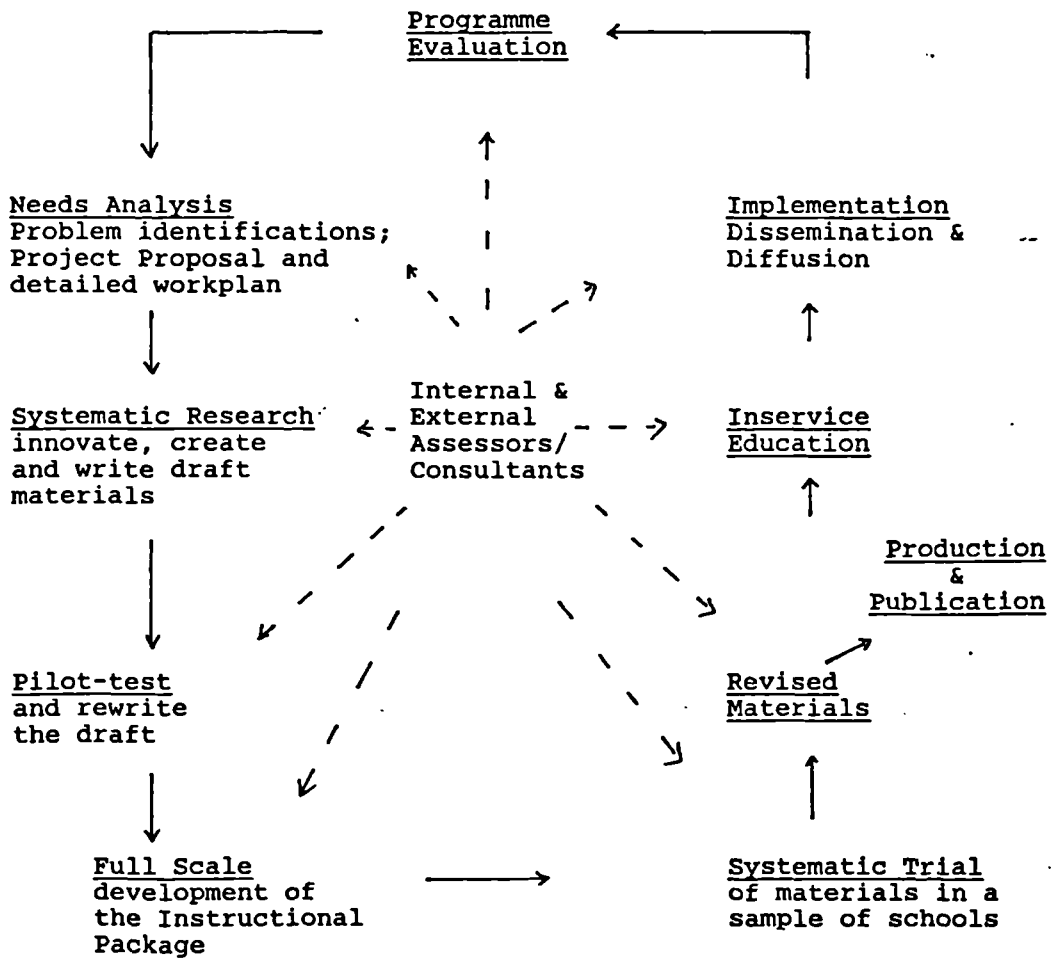 Programme
Evaluation
Needs Analysis
Problem identifications;
Project Proposal and
detailed workplan
Implementation
Dissemination &
Diffusion
Systematic Research
innovate, create
and write draft
materials
Internal &
External
Assessors/
Consultants
Inservice
Education
Production
&
Publication
Pilot-test
and rewrite
the draft
Revised
Materials
Full Scale
development of
the Instructional
Package
Systematic Trial
of materials in a
sample of schools